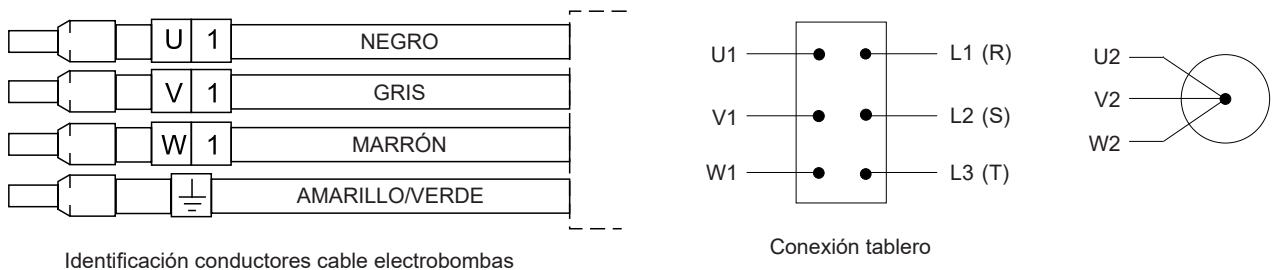 U 1 NEGRO
V 1 GRIS
W 1 MARRÓN
AMARILLO/VERDE
Identificación conductores cable electrobombas
U1 L1 (R)
V1 L2 (S)
W1 L3 (T)
Conexión tablero
U2
V2
W2